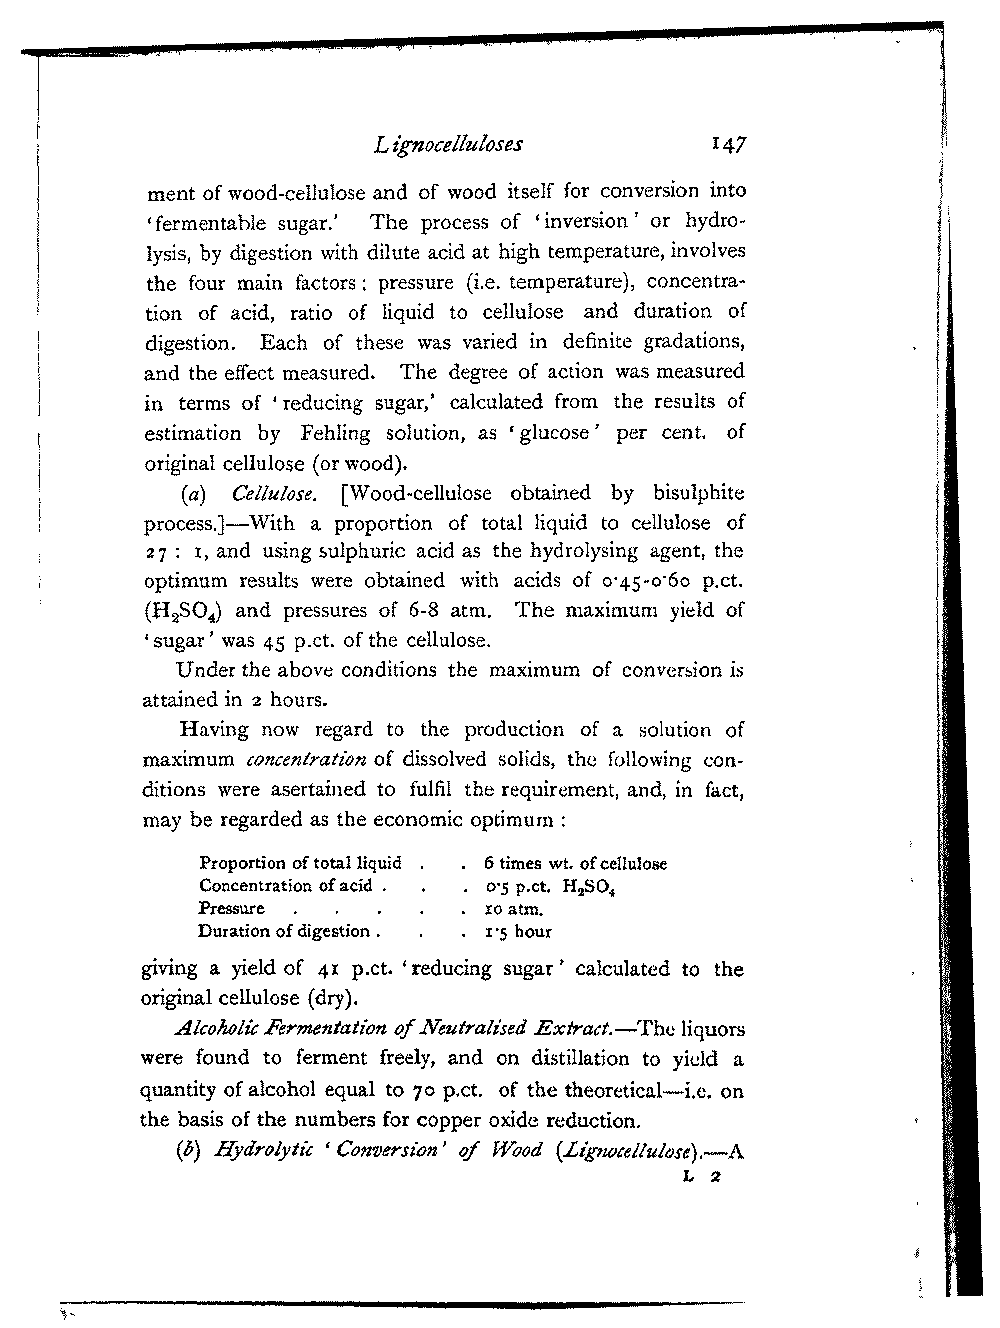 Lignocelluloses 147
ment of wood-cellulose and of wood itself for conversion into
‘fermentable sugar.’ The process of ‘inversion’ or hydro-
lysis, by digestion with dilute acid at high temperature, involves
the four main factors: pressure (i.e. temperature), concentra-
tion of acid, ratio of liquid to cellulose and duration of
digestion. Each of these was varied in definite gradations,
and the effect measured. The degree of action was measured
in terms of ‘reducing sugar,’ calculated from the results of
estimation by Fehling solution, as ‘glucose’ per cent. of
original cellulose (or wood).
(a) Cellulose. [Wood-cellulose obtained by bisulphite
process.]—With a proportion of total liquid to cellulose of
27 : 1, and using sulphuric acid as the hydrolysing agent, the
optimum results were obtained with acids of 0·45-0·60 p.ct.
(H₂SO₄) and pressures of 6-8 atm. The maximum yield of
‘sugar’ was 45 p.ct. of the cellulose.
Under the above conditions the maximum of conversion is
attained in 2 hours.
Having now regard to the production of a solution of
maximum concentration of dissolved solids, the following con-
ditions were asertained to fulfil the requirement, and, in fact,
may be regarded as the economic optimum :
Proportion of total liquid . . 6 times wt. of cellulose
Concentration of acid . . . 0·5 p.ct. H₂SO₄
Pressure . . . . . 10 atm.
Duration of digestion . . . 1·5 hour
giving a yield of 41 p.ct. ‘reducing sugar’ calculated to the
original cellulose (dry).
Alcoholic Fermentation of Neutralised Extract.—The liquors
were found to ferment freely, and on distillation to yield a
quantity of alcohol equal to 70 p.ct. of the theoretical—i.e. on
the basis of the numbers for copper oxide reduction.
(b) Hydrolytic ‘Conversion’ of Wood (Lignocellulose).—A
L 2